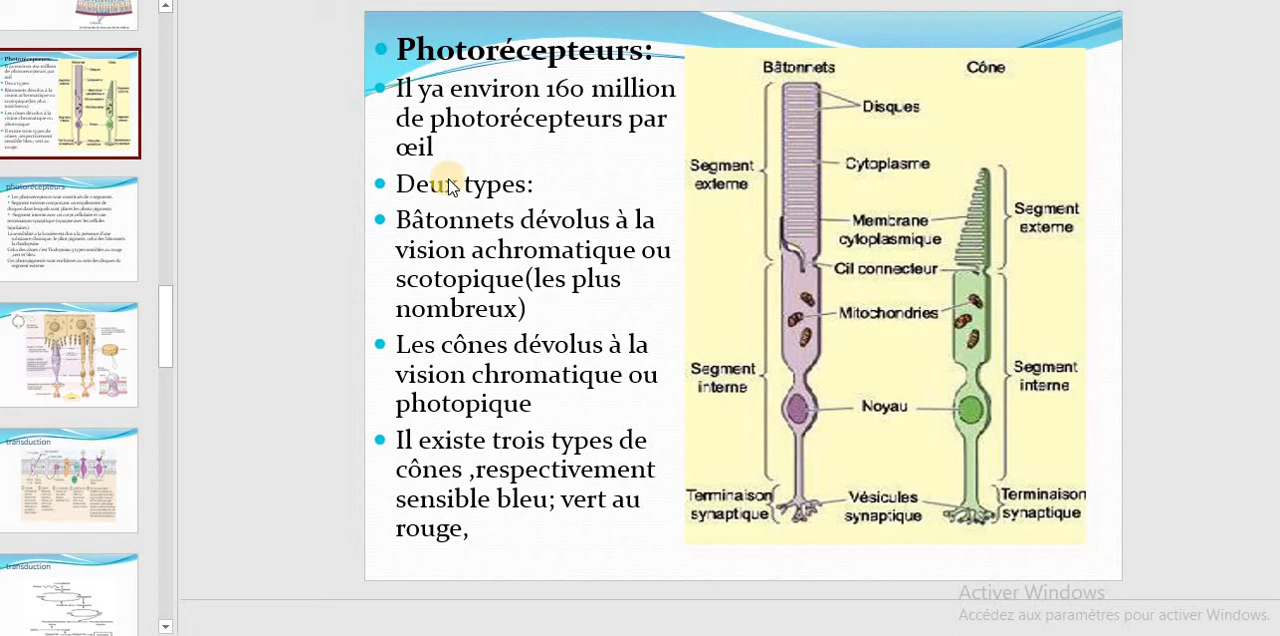 Photorécepteurs:
Il ya environ 160 million
de photorécepteurs par
œil
Deux types:
Bâtonnets dévolus à la
vision achromatique ou
scotopique(les plus
nombreux)
Les cônes dévolus à la
vision chromatique ou
photopique
Il existe trois types de
cônes ,respectivement
sensible bleu; vert au
rouge,
Bâtonnets
Cône
Disques
Segment
externe
Cytoplasme
Membrane
cytoplasmique
Segment
externe
Cil connecteur
Mitochondries
Segment
interne
Segment
interne
Noyau
Terminaison
synaptique
Vésicules
synaptique
Terminaison
synaptique
photorécepteurs
transduction
transduction
Activer Windows
Accédez aux paramètres pour activer Windows.